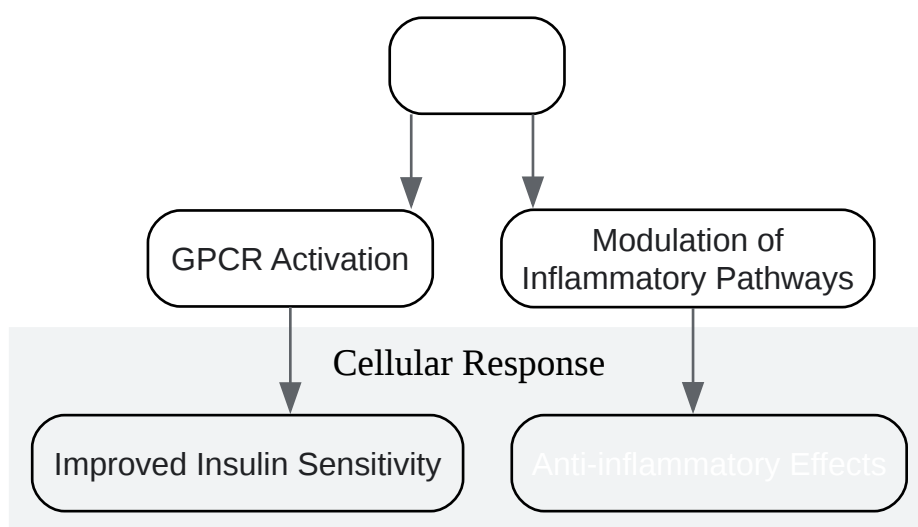 GPCR Activation
Modulation of
Inflammatory Pathways
Cellular Response
Improved Insulin Sensitivity
Anti-inflammatory Effects